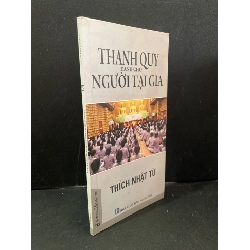 THANH QUY
DÀNH CHO
NGƯỜI TẠI GIA
THÍCH NHẬT TỪ